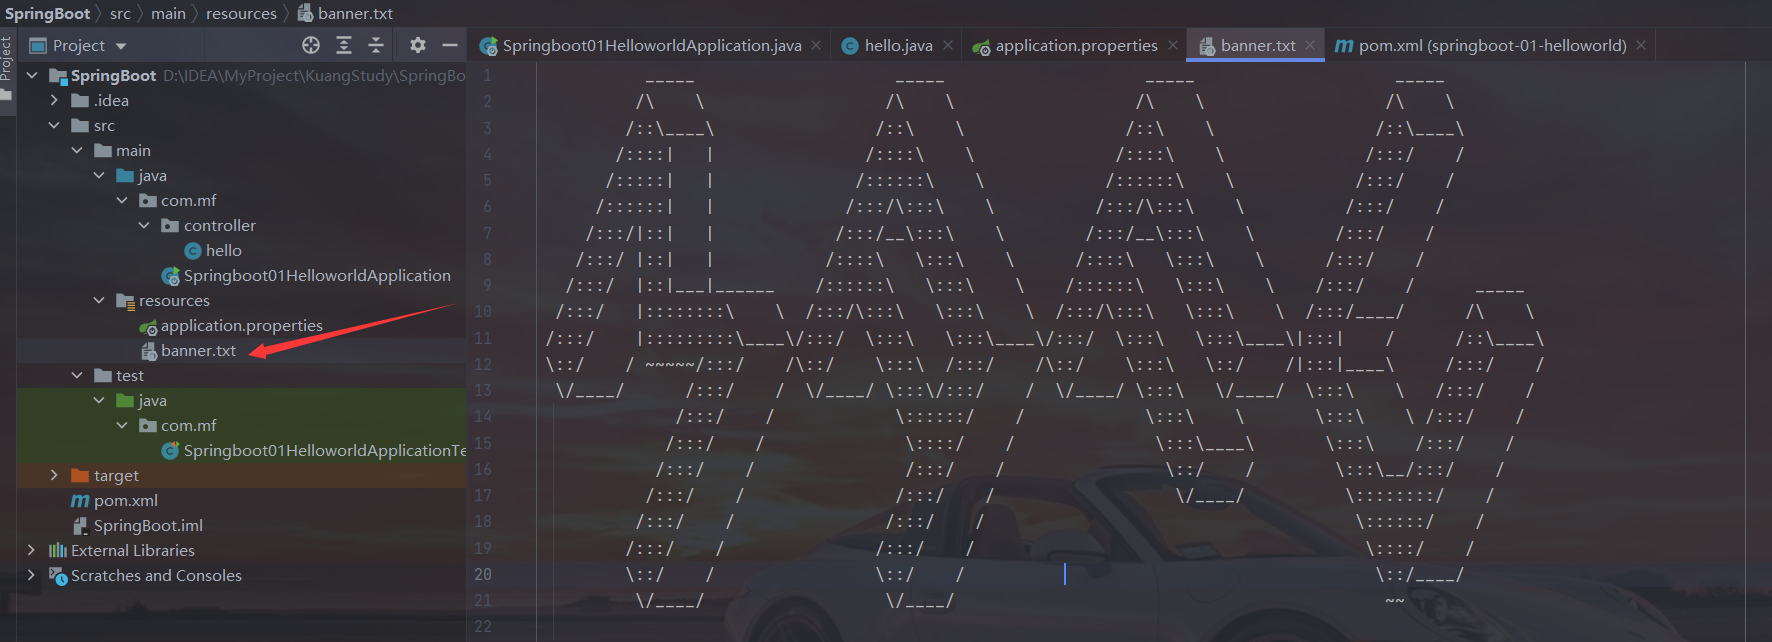 SpringBoot 〉 src 〉 main 〉 resources 〉 banner.txt
Project
Springboot01HelloworldApplication.java × hello.java × application.properties × banner.txt × pom.xml (springboot-01-helloworld) ×
Project
SpringBoot D:\IDEA\MyProject\KuangStudy\SpringBo
.idea
src
main
java
com.mf
controller
hello
Springboot01HelloworldApplication
resources
application.properties
banner.txt
test
java
com.mf
Springboot01HelloworldApplicationTe
target
pom.xml
SpringBoot.iml
External Libraries
Scratches and Consoles
1           _____                    _____                    _____                    _____
2          /\    \                  /\    \                  /\    \                  /\    \
3         /::\____\                /::\    \                /::\    \                /::\____\
4        /::::|   |               /::::\    \              /::::\    \              /:::/    /
5       /:::::|   |              /::::::\    \            /::::::\    \            /:::/    /
6      /::::::|   |             /:::/\:::\    \          /:::/\:::\    \          /:::/    /
7     /:::/|::|   |            /:::/__\:::\    \        /:::/__\:::\    \        /:::/    /
8    /:::/ |::|   |           /::::\   \:::\    \      /::::\   \:::\    \      /:::/    /
9   /:::/  |::|___|______    /::::::\   \:::\    \    /::::::\   \:::\    \    /:::/    /      _____
10 /:::/   |::::::::\    \  /:::/\:::\   \:::\    \  /:::/\:::\   \:::\    \  /:::/____/      /\    \
11 /:::/    |:::::::::\____\/:::/  \:::\   \:::\____\/:::/  \:::\   \:::\____\|:::|    /      /::\____\
12 \::/    / ~~~~~/:::/    /\::/    \:::\  /:::/    /\::/    \:::\   \::/    /|:::|____\     /:::/    /
13  \/____/      /:::/    /  \/____/ \:::\/:::/    /  \/____/ \:::\   \/____/  \:::\    \   /:::/    /
14              /:::/    /            \::::::/    /            \:::\    \       \:::\    \ /:::/    /
15             /:::/    /              \::::/    /              \:::\____\       \:::\    /:::/    /
16            /:::/    /               /:::/    /                \::/    /        \:::\__/:::/    /
17           /:::/    /               /:::/    /                  \/____/          \::::::::/    /
18          /:::/    /               /:::/    /                                     \::::::/    /
19         /:::/    /               /:::/    /                                       \::::/    /
20         \::/    /                \::/    /                                         \::/____/
21          \/____/                  \/____/                                           ~~
22